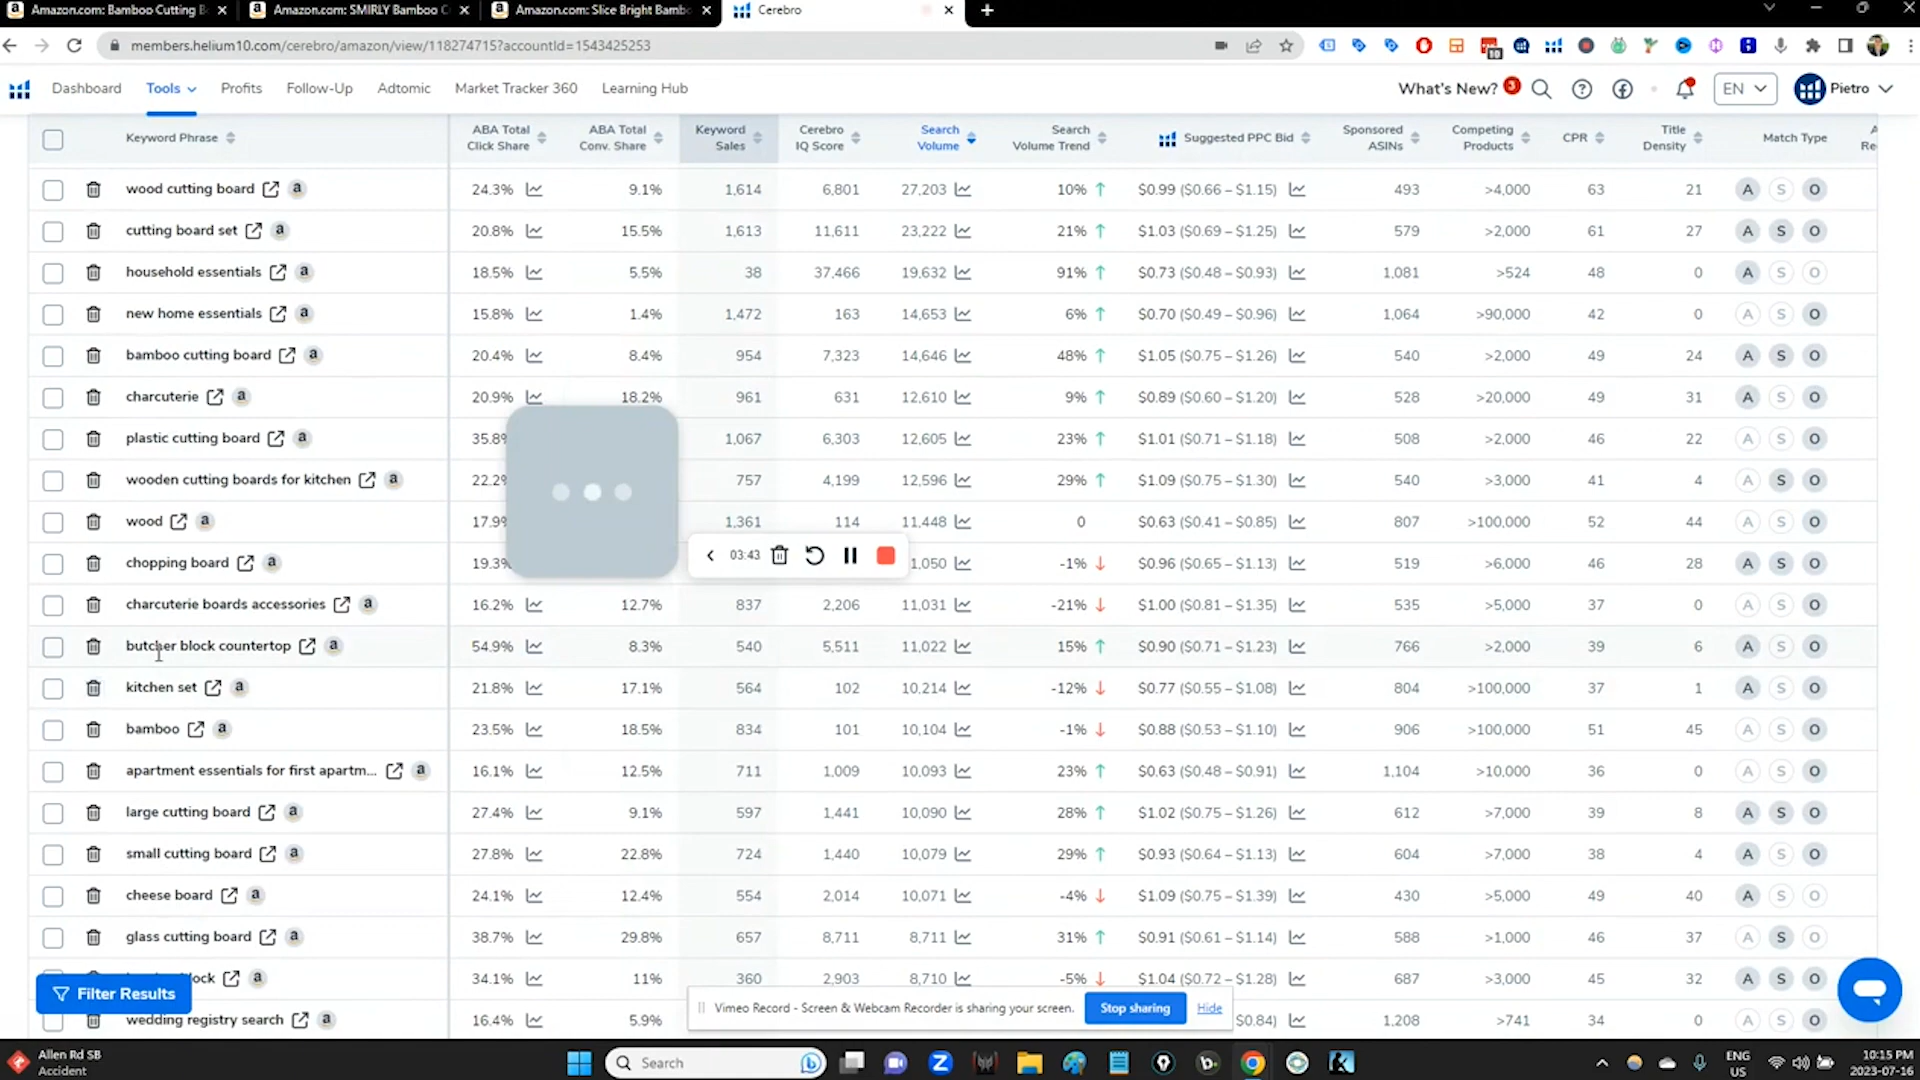 Amazon.com: Bamboo Cutting B
Amazon.com: SMIRLY Bamboo C
Amazon.com: Slice Bright Bambo
Cerebro
members.helium10.com/cerebro/amazon/view/118274715?accountId=1543425253
Dashboard Tools Profits Follow-Up Adtomic Market Tracker 360 Learning Hub What's New? 3 EN Pietro
Keyword Phrase ABA Total Click Share ABA Total Conv. Share Keyword Sales Cerebro IQ Score Search Volume Search Volume Trend Suggested PPC Bid Sponsored ASINs Competing Products CPR Title Density Match Type A Re
wood cutting board a 24.3% 9.1% 1,614 6,801 27,203 10% ↑ $0.99 ($0.66 – $1.15) 493 >4,000 63 21 A S O
cutting board set a 20.8% 15.5% 1,613 11,611 23,222 21% ↑ $1.03 ($0.69 – $1.25) 579 >2,000 61 27 A S O
household essentials a 18.5% 5.5% 38 37,466 19,632 91% ↑ $0.73 ($0.48 – $0.93) 1,081 >524 48 0 A S O
new home essentials a 15.8% 1.4% 1,472 163 14,653 6% ↑ $0.70 ($0.49 – $0.96) 1,064 >90,000 42 0 A S O
bamboo cutting board a 20.4% 8.4% 954 7,323 14,646 48% ↑ $1.05 ($0.75 – $1.26) 540 >2,000 49 24 A S O
charcuterie a 20.9% 18.2% 961 631 12,610 9% ↑ $0.89 ($0.60 – $1.20) 528 >20,000 49 31 A S O
plastic cutting board a 35.8% 1,067 6,303 12,605 23% ↑ $1.01 ($0.71 – $1.18) 508 >2,000 46 22 A S O
wooden cutting boards for kitchen a 22.2% 757 4,199 12,596 29% ↑ $1.09 ($0.75 – $1.30) 540 >3,000 41 4 A S O
wood a 17.9% 1,361 114 11,448 0 $0.63 ($0.41 – $0.85) 807 >100,000 52 44 A S O
03:43
chopping board a 19.3% 1,050 -1% ↓ $0.96 ($0.65 – $1.13) 519 >6,000 46 28 A S O
charcuterie boards accessories a 16.2% 12.7% 837 2,206 11,031 -21% ↓ $1.00 ($0.81 – $1.35) 535 >5,000 37 0 A S O
butcher block countertop a 54.9% 8.3% 540 5,511 11,022 15% ↑ $0.90 ($0.71 – $1.23) 766 >2,000 39 6 A S O
kitchen set a 21.8% 17.1% 564 102 10,214 -12% ↓ $0.77 ($0.55 – $1.08) 804 >100,000 37 1 A S O
bamboo a 23.5% 18.5% 834 101 10,104 -1% ↓ $0.88 ($0.53 – $1.10) 906 >100,000 51 45 A S O
apartment essentials for first apartm... a 16.1% 12.5% 711 1,009 10,093 23% ↑ $0.63 ($0.48 – $0.91) 1,104 >10,000 36 0 A S O
large cutting board a 27.4% 9.1% 597 1,441 10,090 28% ↑ $1.02 ($0.75 – $1.26) 612 >7,000 39 8 A S O
small cutting board a 27.8% 22.8% 724 1,440 10,079 29% ↑ $0.93 ($0.64 – $1.13) 604 >7,000 38 4 A S O
cheese board a 24.1% 12.4% 554 2,014 10,071 -4% ↓ $1.09 ($0.75 – $1.39) 430 >5,000 49 40 A S O
glass cutting board a 38.7% 29.8% 657 8,711 8,711 31% ↑ $0.91 ($0.61 – $1.14) 588 >1,000 46 37 A S O
ock a 34.1% 11% 360 2,903 8,710 -5% ↓ $1.04 ($0.72 – $1.28) 687 >3,000 45 32 A S O
Filter Results
Vimeo Record - Screen & Webcam Recorder is sharing your screen. Stop sharing Hide
wedding registry search a 16.4% 5.9% $0.84) 1,208 >741 34 0 A S O
Allen Rd SB
Accident
Search
ENG
US
10:15 PM
2023-07-16